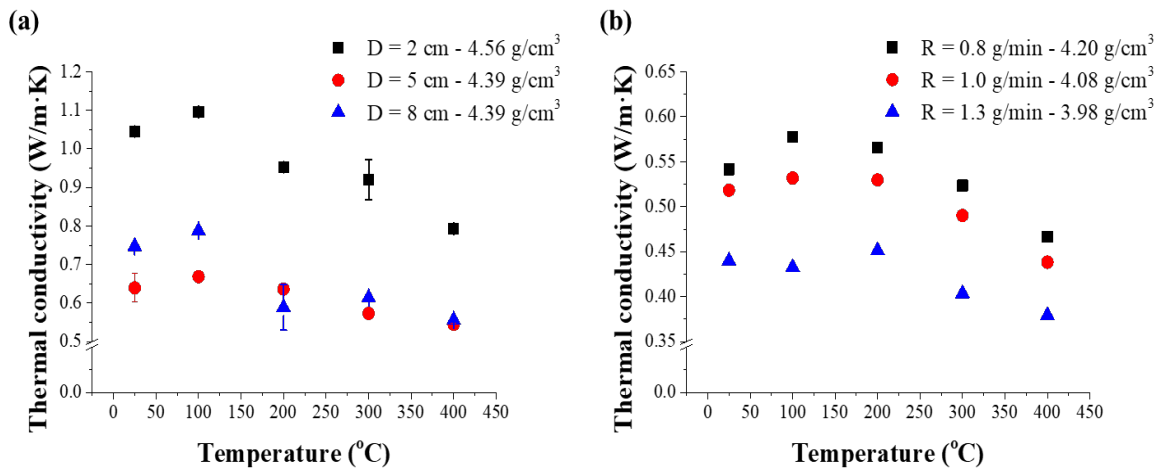 (a)
D = 2 cm - 4.56 g/cm³
D = 5 cm - 4.39 g/cm³
D = 8 cm - 4.39 g/cm³
Thermal conductivity (W/m·K)
1.2
1.1
1.0
0.9
0.8
0.7
0.6
0.5
0.0
0 50 100 150 200 250 300 350 400 450
Temperature (°C)
(b)
R = 0.8 g/min - 4.20 g/cm³
R = 1.0 g/min - 4.08 g/cm³
R = 1.3 g/min - 3.98 g/cm³
Thermal conductivity (W/m·K)
0.65
0.60
0.55
0.50
0.45
0.40
0.35
0.0
0 50 100 150 200 250 300 350 400 450
Temperature (°C)